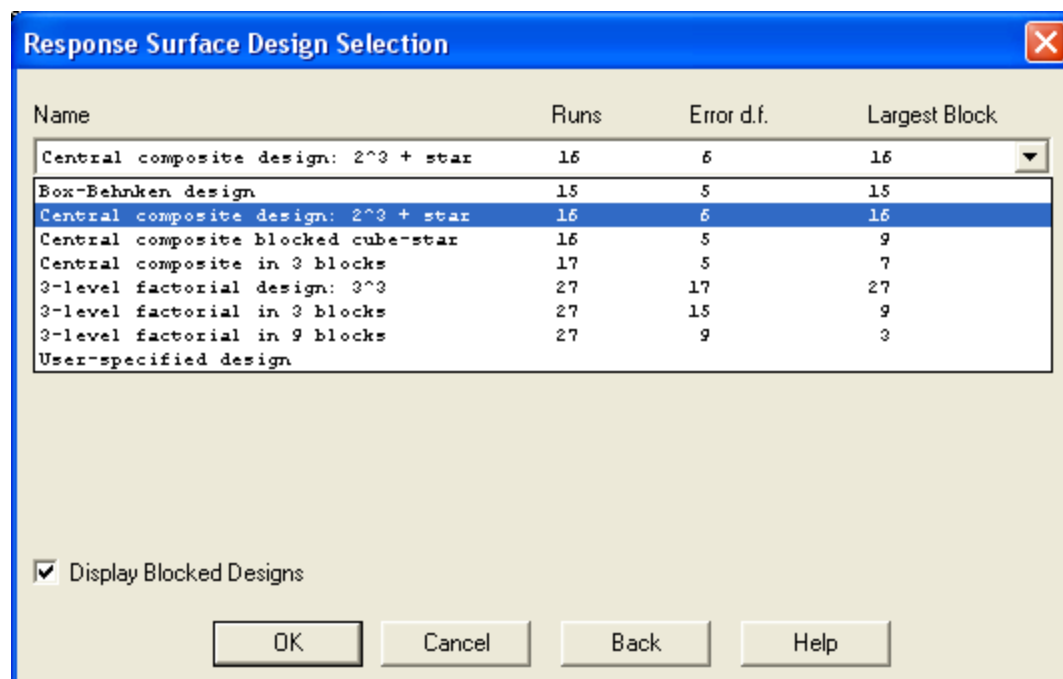 Response Surface Design Selection
Name Runs Error d.f. Largest Block
Central composite design: 2^3 + star 16 6 16
Box-Behnken design 15 5 15
Central composite design: 2^3 + star 16 6 16
Central composite blocked cube-star 16 5 9
Central composite in 3 blocks 17 5 7
3-level factorial design: 3^3 27 17 27
3-level factorial in 3 blocks 27 15 9
3-level factorial in 9 blocks 27 9 3
User-specified design
Display Blocked Designs
OK Cancel Back Help